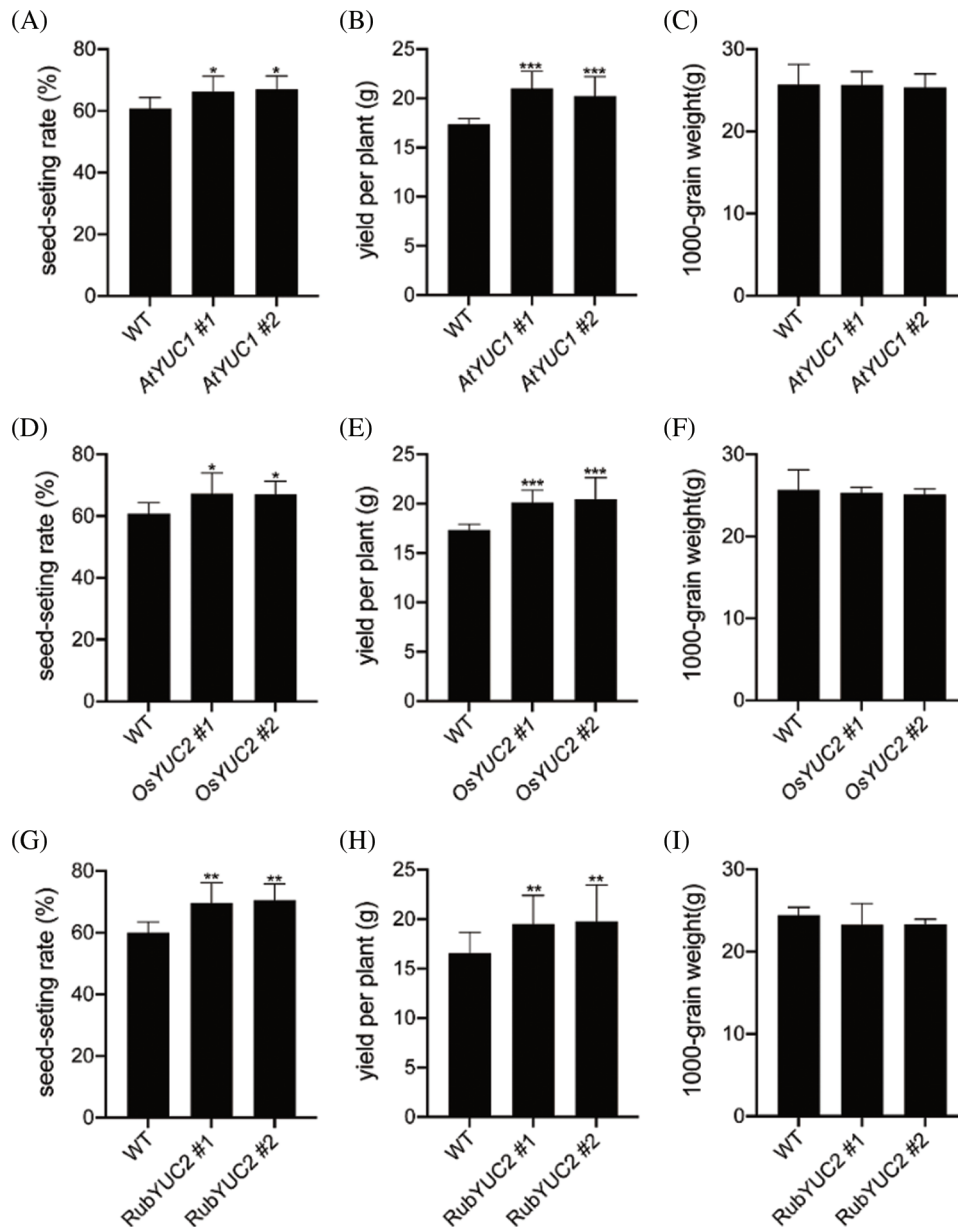 (A)
seed-seting rate (%)
80
60
40
20
0
* *
WT
AtYUC1 #1
AtYUC1 #2
(B)
yield per plant (g)
25
20
15
10
5
0
*** ***
WT
AtYUC1 #1
AtYUC1 #2
(C)
1000-grain weight(g)
30
20
10
0
WT
AtYUC1 #1
AtYUC1 #2
(D)
seed-seting rate (%)
80
60
40
20
0
* *
WT
OsYUC2 #1
OsYUC2 #2
(E)
yield per plant (g)
25
20
15
10
5
0
*** ***
WT
OsYUC2 #1
OsYUC2 #2
(F)
1000-grain weight(g)
30
20
10
0
WT
OsYUC2 #1
OsYUC2 #2
(G)
seed-seting rate (%)
80
60
40
20
0
** **
WT
RubYUC2 #1
RubYUC2 #2
(H)
yield per plant (g)
25
20
15
10
5
0
** **
WT
RubYUC2 #1
RubYUC2 #2
(I)
1000-grain weight(g)
30
20
10
0
WT
RubYUC2 #1
RubYUC2 #2